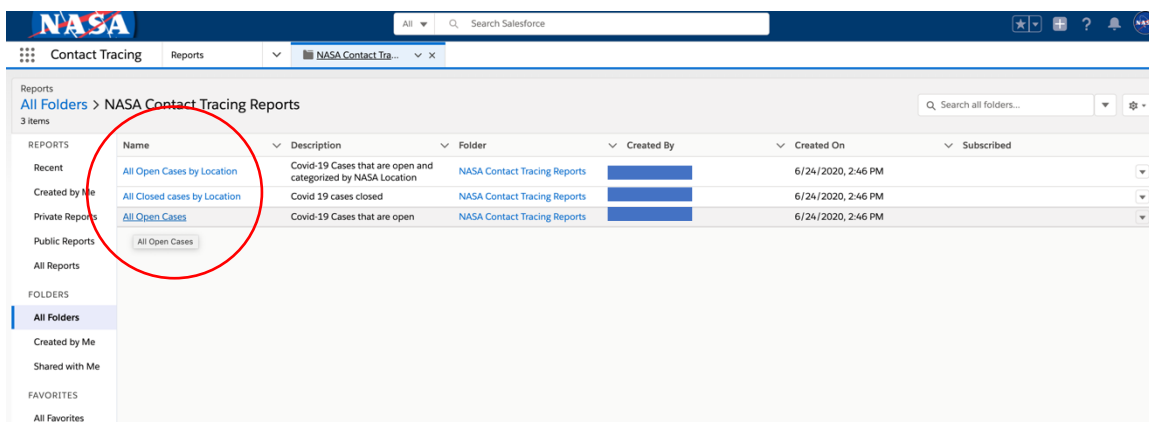 NASA
All
Search Salesforce
NAS
Contact Tracing
Reports
NASA Contact Tra...
Reports
All Folders > NASA Contact Tracing Reports
3 items
Search all folders...
REPORTS
Name
Description
Folder
Created By
Created On
Subscribed
Recent
All Open Cases by Location
Covid-19 Cases that are open and
categorized by NASA Location
NASA Contact Tracing Reports
6/24/2020, 2:46 PM
Created by Me
All Closed cases by Location
Covid 19 cases closed
NASA Contact Tracing Reports
6/24/2020, 2:46 PM
Private Reports
All Open Cases
Covid-19 Cases that are open
NASA Contact Tracing Reports
6/24/2020, 2:46 PM
Public Reports
All Open Cases
All Reports
FOLDERS
All Folders
Created by Me
Shared with Me
FAVORITES
All Favorites